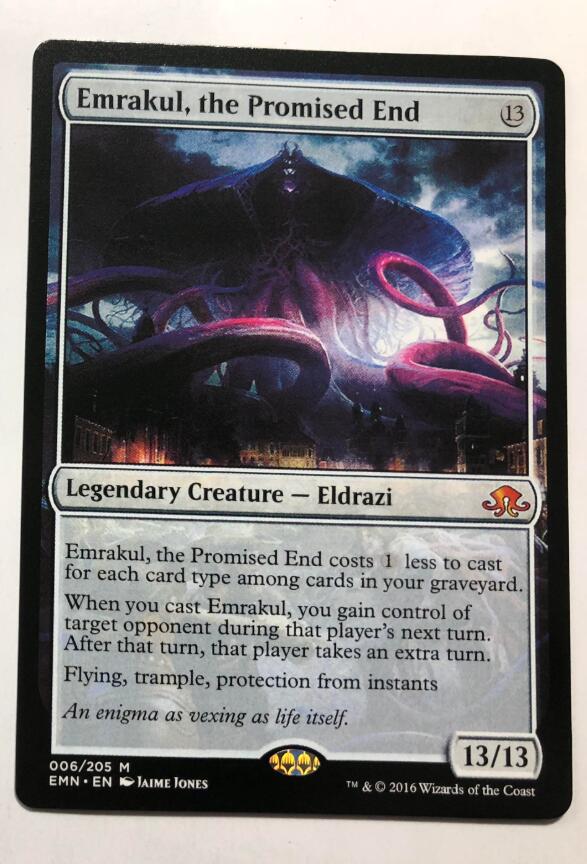 Emrakul, the Promised End 13
Legendary Creature — Eldrazi
Emrakul, the Promised End costs 1 less to cast
for each card type among cards in your graveyard.
When you cast Emrakul, you gain control of
target opponent during that player's next turn.
After that turn, that player takes an extra turn.
Flying, trample, protection from instants
An enigma as vexing as life itself.
13/13
006/205 M
EMN • EN JAIME JONES
™ & © 2016 Wizards of the Coast